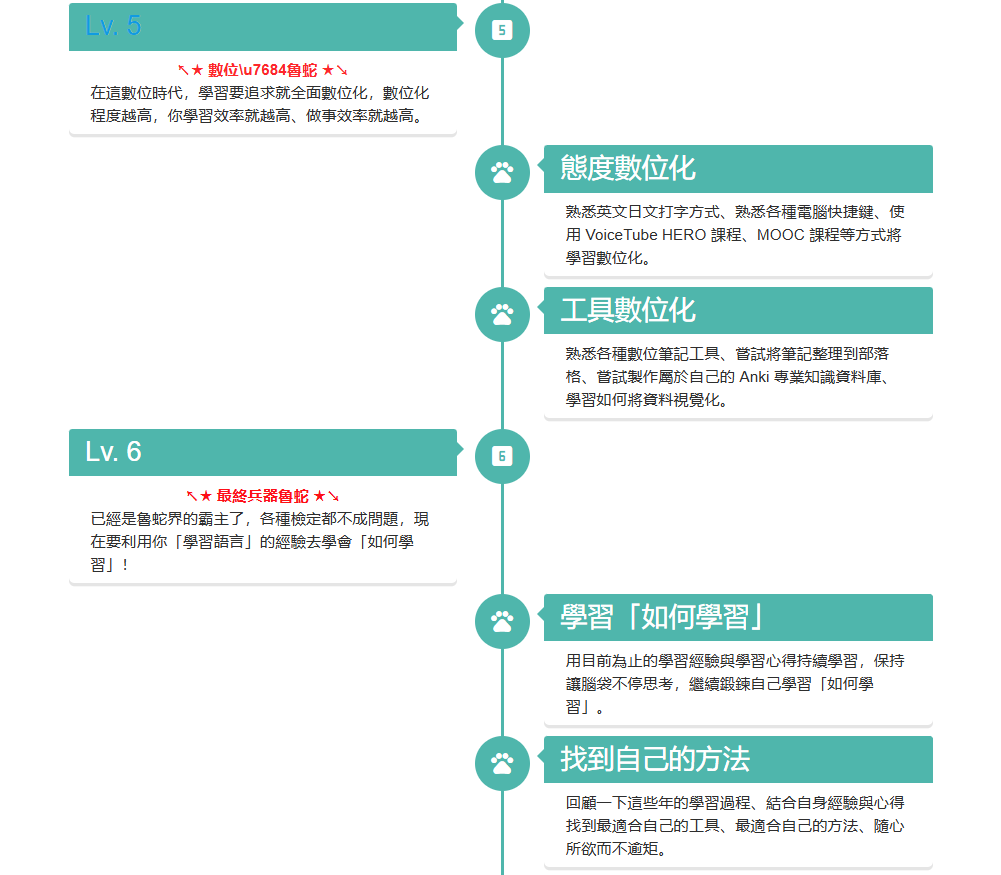 Lv. 5
5
↖★ 數位\u7684魯蛇 ★↘
在這數位時代，學習要追求就全面數位化，數位化
程度越高，你學習效率就越高、做事效率就越高。
態度數位化
熟悉英文日文打字方式、熟悉各種電腦快捷鍵、使
用 VoiceTube HERO 課程、MOOC 課程等方式將
學習數位化。
工具數位化
熟悉各種數位筆記工具、嘗試將筆記整理到部落
格、嘗試製作屬於自己的 Anki 專業知識資料庫、
學習如何將資料視覺化。
Lv. 6
6
↖★ 最終兵器魯蛇 ★↘
已經是魯蛇界的霸主了，各種檢定都不成問題，現
在要利用你「學習語言」的經驗去學會「如何學
習」！
學習「如何學習」
用目前為止的學習經驗與學習心得持續學習，保持
讓腦袋不停思考，繼續鍛鍊自己學習「如何學
習」。
找到自己的方法
回顧一下這些年的學習過程、結合自身經驗與心得
找到最適合自己的工具、最適合自己的方法、隨心
所欲而不逾矩。